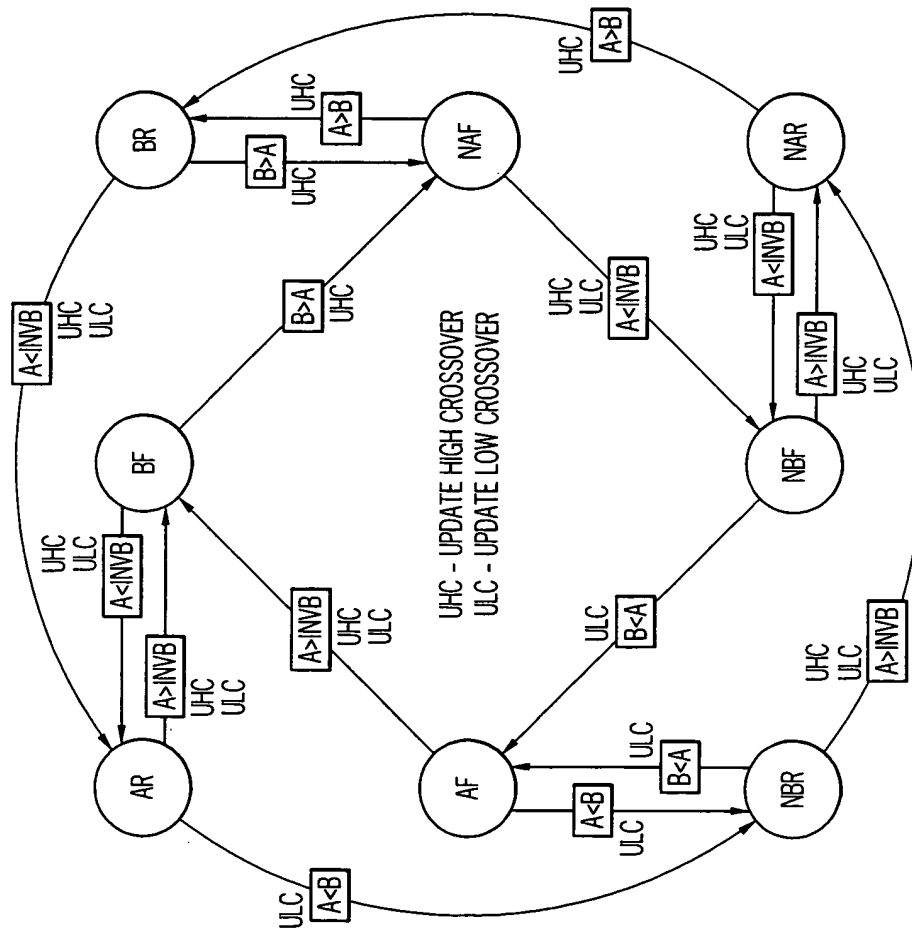 A<INVB
UHC
ULC
UHC
ULC
A<INVB
AR
BF
BR
A>INVB
UHC
ULC
B>A
UHC
UHC
A>B
ULC
A<B
A>INVB
UHC
ULC
B>A
UHC
UHC - UPDATE HIGH CROSSOVER
ULC - UPDATE LOW CROSSOVER
AF
NAF
UHC
A>B
A<B
ULC
ULC
B<A
ULC
B<A
UHC
ULC
A<INVB
UHC
ULC
A<INVB
NBR
NBF
NAR
A>INVB
UHC
ULC
UHC
ULC
A>INVB